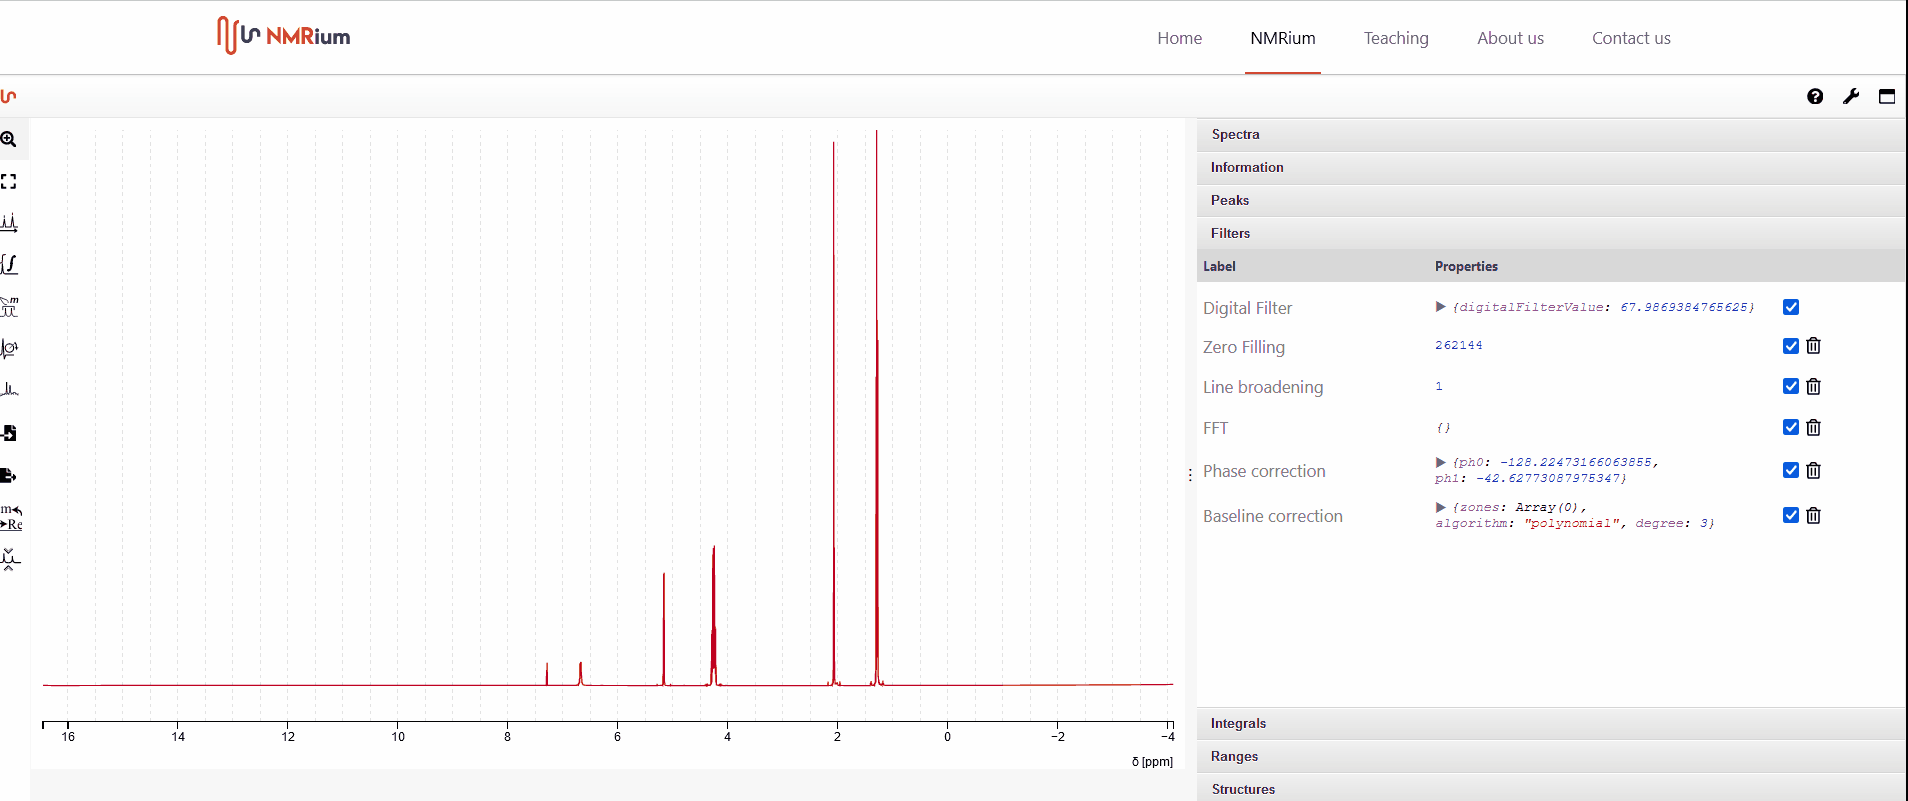 NMRium
Home NMRium Teaching About us Contact us
Spectra
Information
Peaks
Filters
Label Properties
Digital Filter {digitalFilterValue: 67.9869384765625}
Zero Filling 262144
Line broadening 1
FFT {}
Phase correction {ph0: -128.22473166063855,
ph1: -42.62773087975347}
Baseline correction {zones: Array(0),
algorithm: "polynomial", degree: 3}
m
Re
16 14 12 10 8 6 4 2 0 −2 −4
δ [ppm]
Integrals
Ranges
Structures